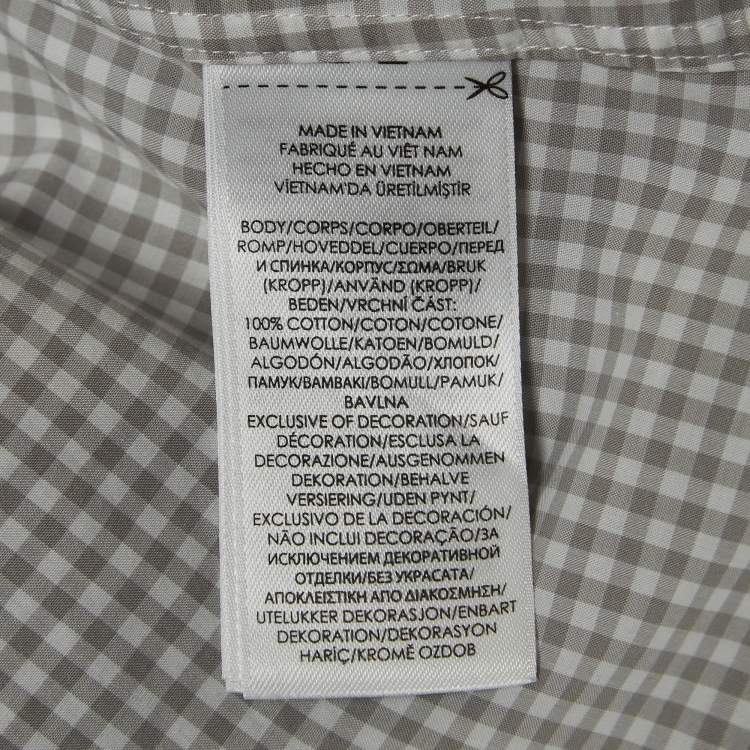 MADE IN VIETNAM
FABRIQUÉ AU VIÊT NAM
HECHO EN VIETNAM
VİETNAM'DA ÜRETİLMİŞTİR
BODY/CORPS/CORPO/OBERTEIL/
ROMP/HOVEDDEL/CUERPO/ПЕРЕД
И СПИНКА/КОРПУС/ΣΩΜΑ/BRUK
(KROPP)/ANVÄND (KROPP)/
BEDEN/VRCHNÍ ČÁST:
100% COTTON/COTON/COTONE/
BAUMWOLLE/KATOEN/BOMULD/
ALGODÓN/ALGODÃO/ХЛОПОК/
ПАМУК/ΒΑΜΒΑΚΙ/BOMULL/PAMUK/
BAVLNA
EXCLUSIVE OF DECORATION/SAUF
DÉCORATION/ESCLUSA LA
DECORAZIONE/AUSGENOMMEN
DEKORATION/BEHALVE
VERSIERING/UDEN PYNT/
EXCLUSIVO DE LA DECORACIÓN/
NÃO INCLUI DECORAÇÃO/ЗА
ИСКЛЮЧЕНИЕМ ДЕКОРАТИВНОЙ
ОТДЕЛКИ/БЕЗ УКРАСАТА/
ΑΠΟΚΛΕΙΣΤΙΚΗ ΑΠΟ ΔΙΑΚΟΣΜΗΣΗ/
UTELUKKER DEKORASJON/ENBART
DEKORATION/DEKORASYON
HARİÇ/KROMĚ OZDOB